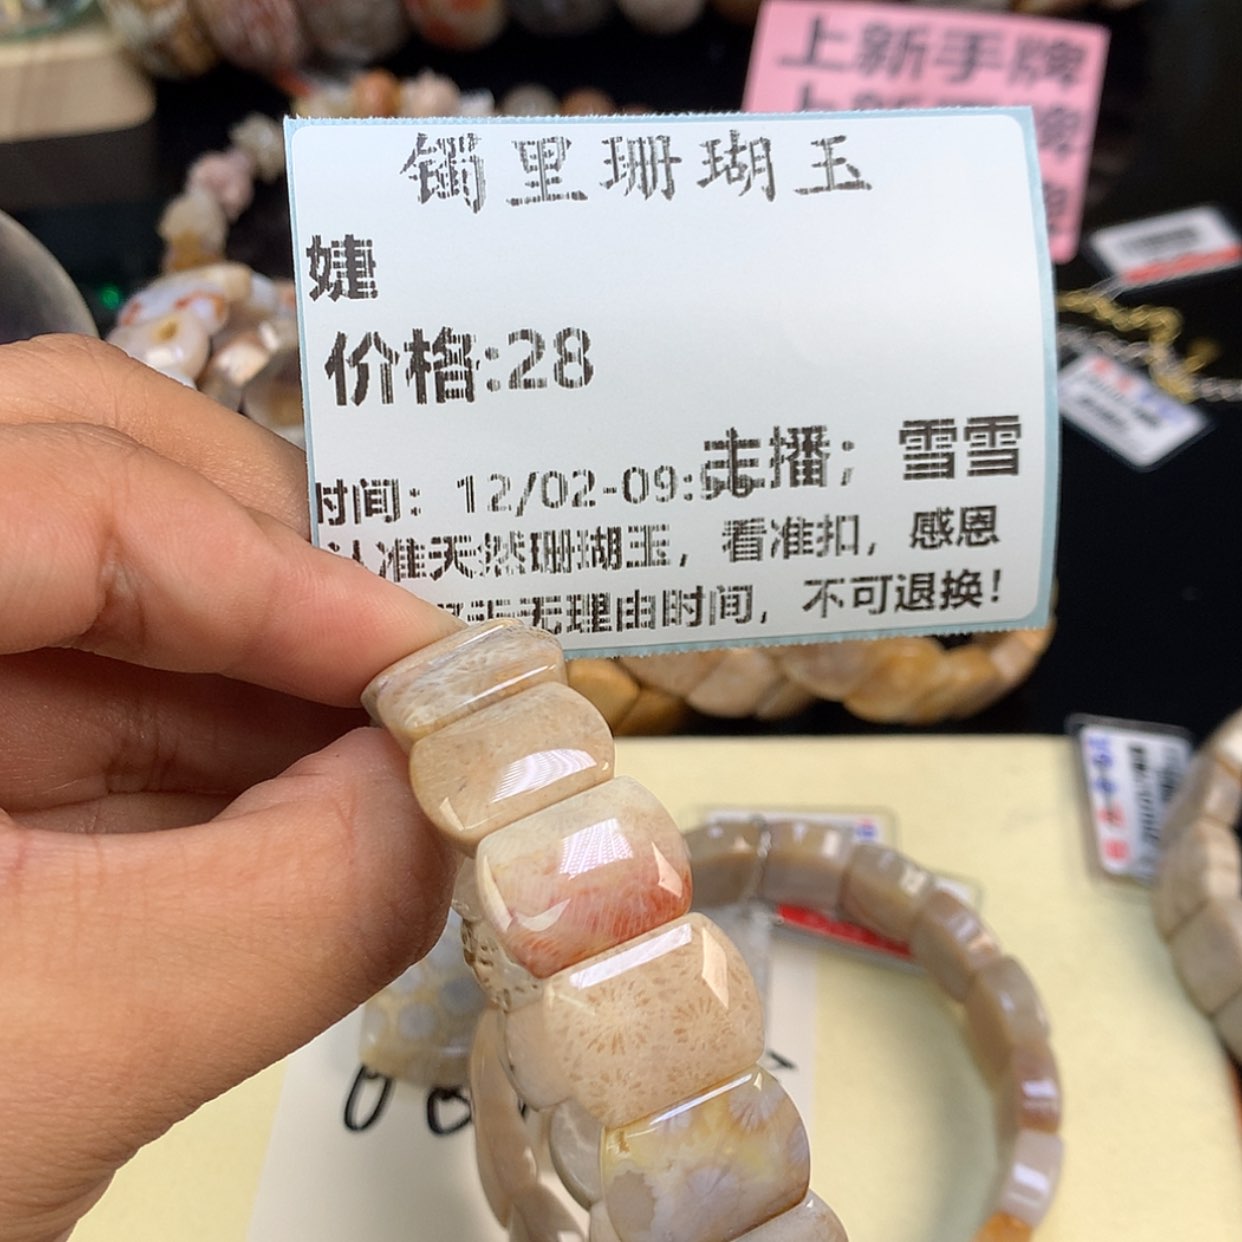 上新手牌
镯里珊瑚玉
婕
价格:28
主播；雪雪
时间：12/02-09:56
认准天然珊瑚玉，看准扣，感恩
无理由时间，不可退换！